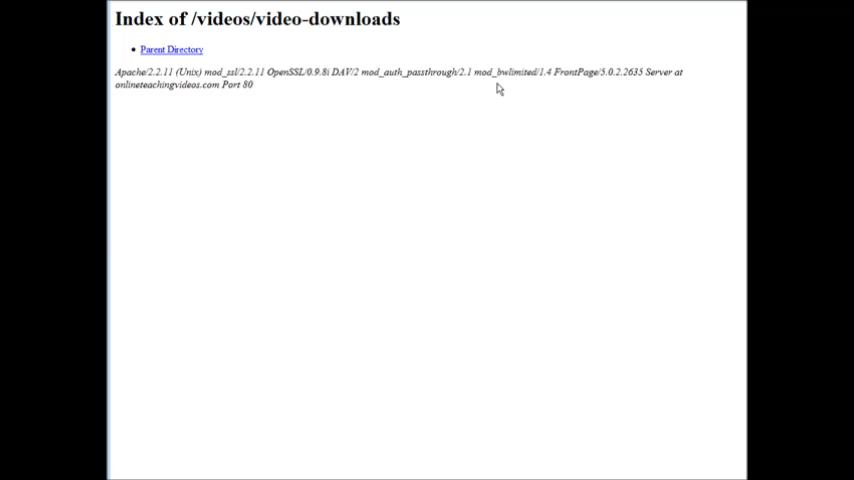 Index of /videos/video-downloads
Parent Directory
Apache/2.2.11 (Unix) mod_ssl/2.2.11 OpenSSL/0.9.8i DAV/2 mod_auth_passthrough/2.1 mod_bwlimited/1.4 FrontPage/5.0.2.2635 Server at
onlineteachingvideos.com Port 80